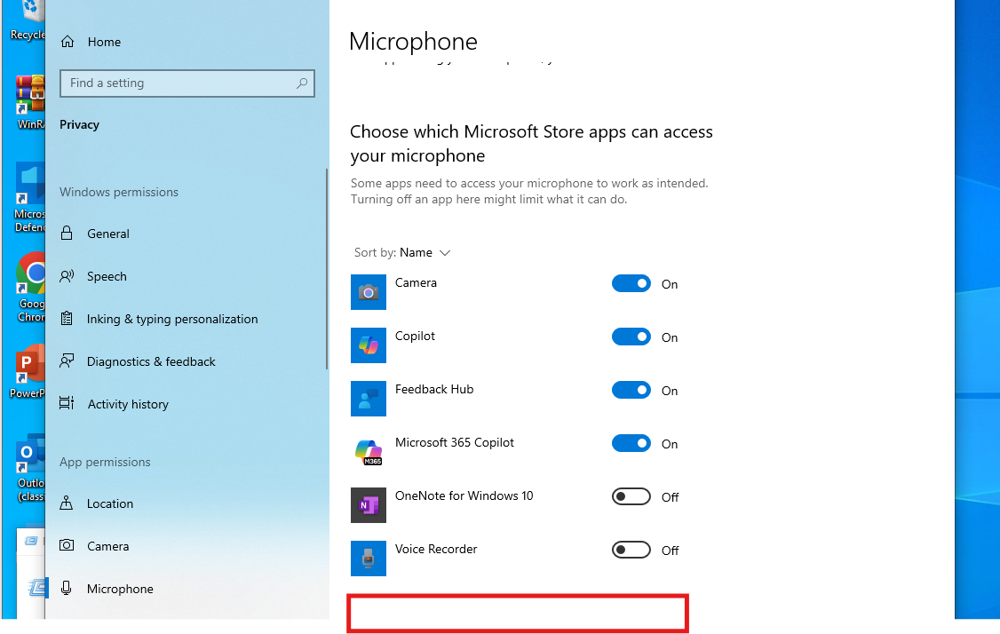 Recycle
WinRA
Micros
Defend
Goog
Chron
P
PowerP
O
Outlo
(class
Home
Find a setting
Privacy
Windows permissions
General
Speech
Inking & typing personalization
Diagnostics & feedback
Activity history
App permissions
Location
Camera
Microphone
Microphone
Choose which Microsoft Store apps can access
your microphone
Some apps need to access your microphone to work as intended.
Turning off an app here might limit what it can do.
Sort by: Name
Camera On
Copilot On
Feedback Hub On
Microsoft 365 Copilot On
M365
OneNote for Windows 10 Off
N
Voice Recorder Off